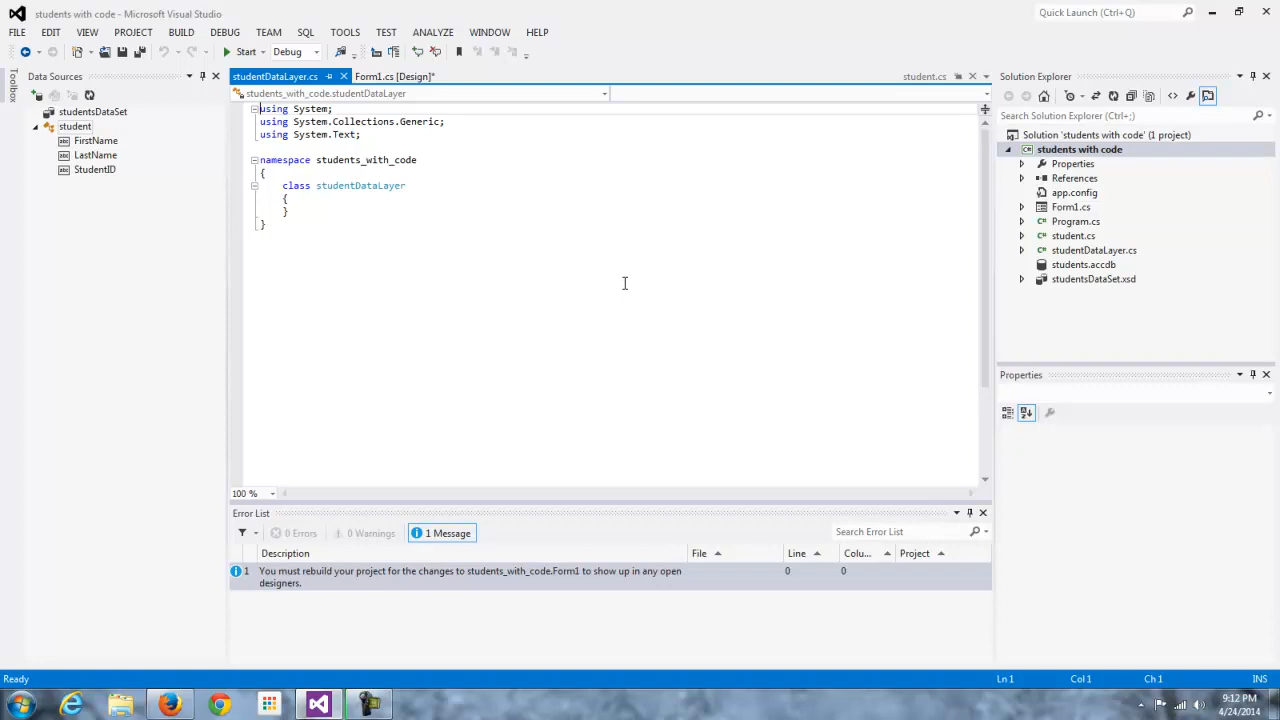 students with code - Microsoft Visual Studio
Quick Launch (Ctrl+Q)
FILE EDIT VIEW PROJECT BUILD DEBUG TEAM SQL TOOLS TEST ANALYZE WINDOW HELP
Start Debug
Toolbox
Data Sources
studentsDataSet
student
FirstName
LastName
StudentID
studentDataLayer.cs Form1.cs [Design]* student.cs
students_with_code.studentDataLayer
using System;
using System.Collections.Generic;
using System.Text;
namespace students_with_code
{
class studentDataLayer
{
}
}
100 %
Solution Explorer
Search Solution Explorer (Ctrl+;)
Solution 'students with code' (1 project)
students with code
Properties
References
app.config
Form1.cs
Program.cs
student.cs
studentDataLayer.cs
students.accdb
studentsDataSet.xsd
Properties
Error List
0 Errors 0 Warnings 1 Message Search Error List
Description File Line Colu... Project
1 You must rebuild your project for the changes to students_with_code.Form1 to show up in any open 0 0
designers.
Ready Ln 1 Col 1 Ch 1 INS
9:12 PM
4/24/2014